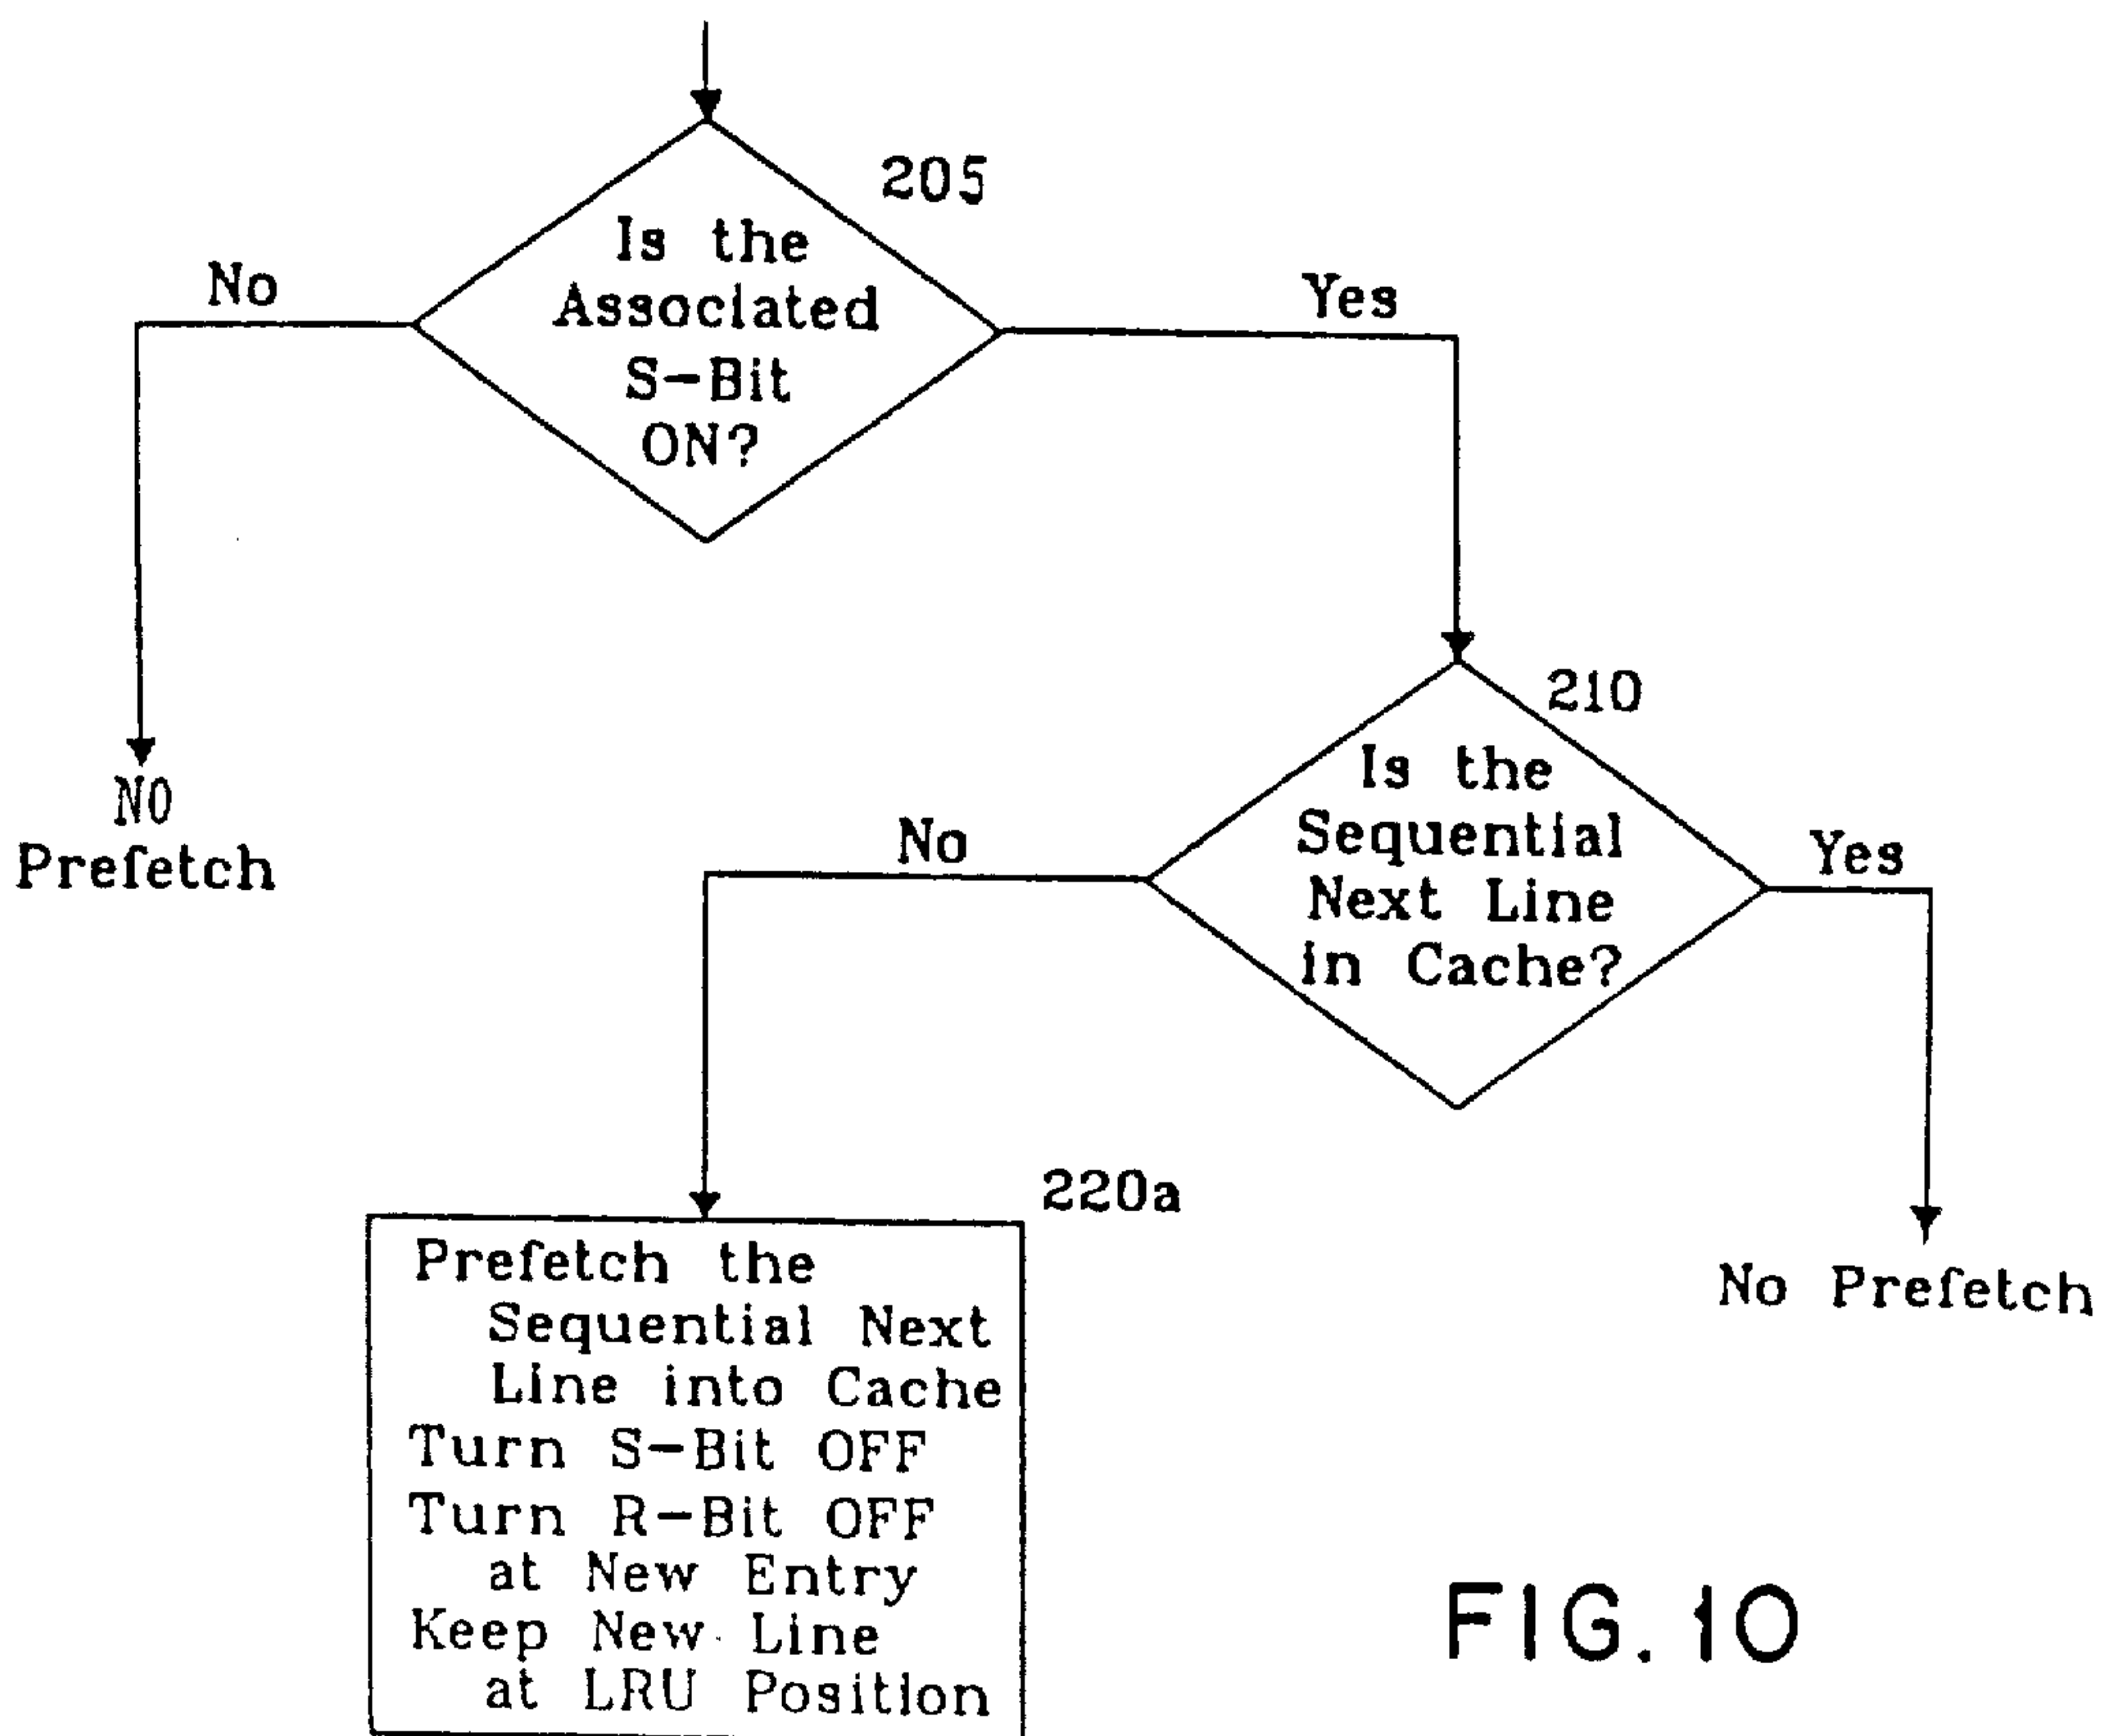 205
Is the
Associated
S-Bit
ON?
No
Yes
NO
Prefetch
210
Is the
Sequential
Next Line
in Cache?
No
Yes
No Prefetch
220a
Prefetch the
Sequential Next
Line into Cache
Turn S-Bit OFF
Turn R-Bit OFF
at New Entry
Keep New Line
at LRU Position
FIG. 10